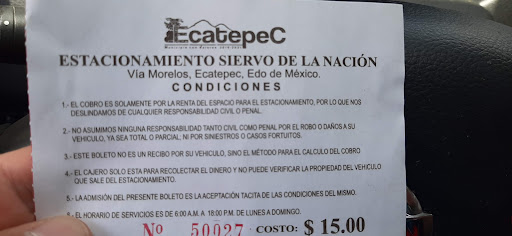 EcatepeC
ESTACIONAMIENTO SIERVO DE LA NACIÓN
Vía Morelos, Ecatepec, Edo de México.
CONDICIONES
1.- EL COBRO ES SOLAMENTE POR LA RENTA DEL ESPACIO PARA EL ESTACIONAMIENTO, POR LO QUE NOS
DESLINDAMOS DE CUALQUIER RESPONSABILIDAD CIVIL O PENAL.
2.- NO ASUMIMOS NINGUNA RESPONSABILIDAD TANTO CIVIL COMO PENAL POR EL ROBO O DAÑOS A SU
VEHICULO, YA SEA TOTAL O PARCIAL; NI POR SINIESTROS O CASOS FORTUITOS.
3.- ESTE BOLETO NO ES UN RECIBO POR SU VEHICULO, SINO EL MÉTODO PARA EL CALCULO DEL COBRO
4.- EL CAJERO SOLO ESTA PARA RECOLECTAR EL DINERO Y NO PUEDE VERIFICAR LA PROPIEDAD DEL VEHICULO
QUE SALE DEL ESTACIONAMIENTO.
5.- LA ADMISIÓN DEL PRESENTE BOLETO ES LA ACEPTACIÓN TACITA DE LAS CONDICIONES DEL MISMO.
.- EL HORARIO DE SERVICIOS ES DE 6:00 A.M. A 18:00 P.M. DE LUNES A DOMINGO.
Nº 50027 COSTO: $ 15.00